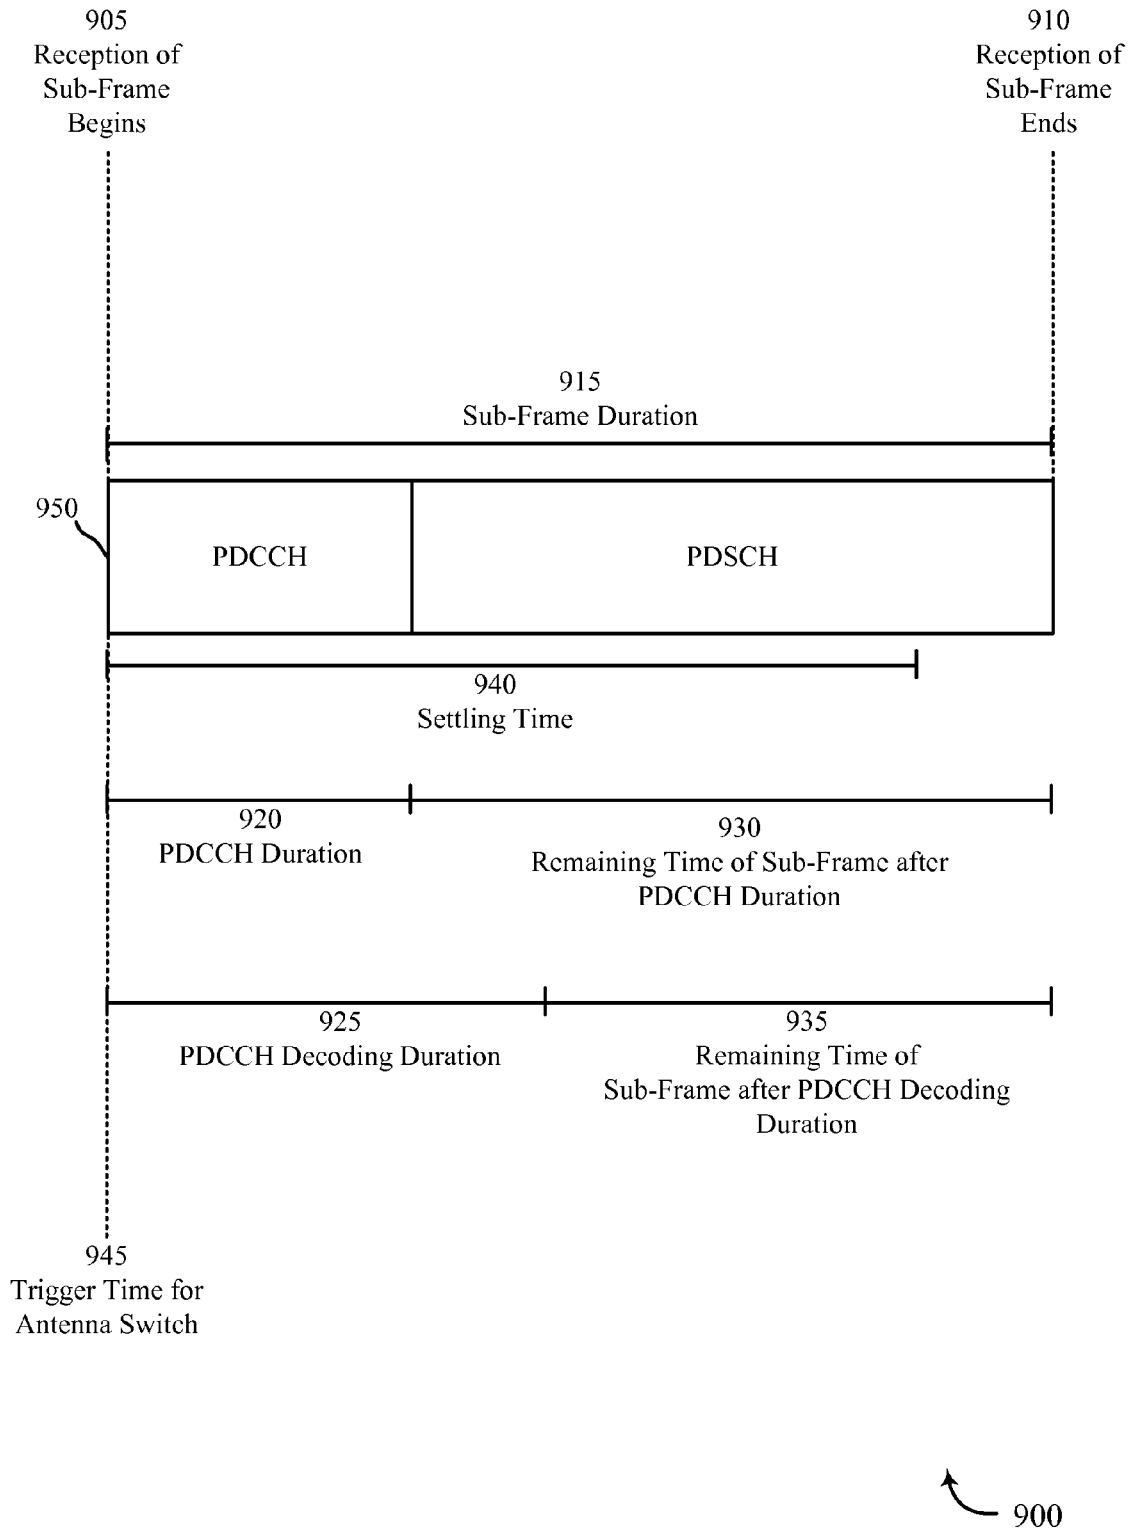 905
Reception of
Sub-Frame
Begins
910
Reception of
Sub-Frame
Ends
915
Sub-Frame Duration
950
PDCCH
PDSCH
940
Settling Time
920
PDCCH Duration
930
Remaining Time of Sub-Frame after
PDCCH Duration
925
PDCCH Decoding Duration
935
Remaining Time of
Sub-Frame after PDCCH Decoding
Duration
945
Trigger Time for
Antenna Switch
900